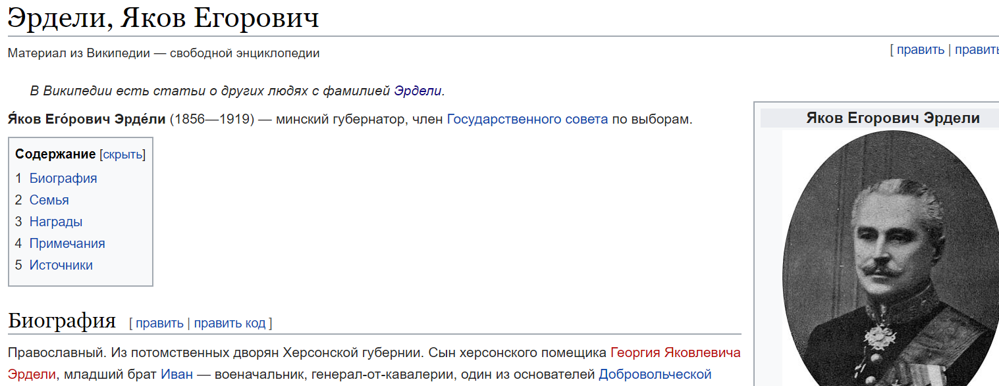 Эрдели, Яков Егорович
Материал из Википедии — свободной энциклопедии
[ править | править
В Википедии есть статьи о других людях с фамилией Эрдели.
Я́ков Его́рович Эрде́ли (1856—1919) — минский губернатор, член Государственного совета по выборам.
Яков Егорович Эрдели
Содержание [скрыть]
1 Биография
2 Семья
3 Награды
4 Примечания
5 Источники
Биография [ править | править код ]
Православный. Из потомственных дворян Херсонской губернии. Сын херсонского помещика Георгия Яковлевича
Эрдели, младший брат Иван — военачальник, генерал-от-кавалерии, один из основателей Добровольческой